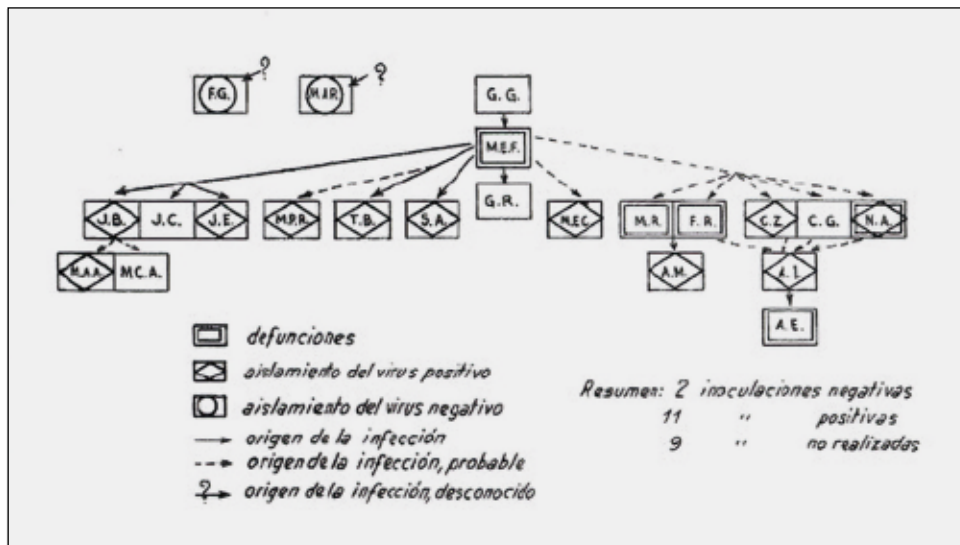 ?
?
F.G.
M.I.R.
G. G.
M.E.F.
G.R.
J.B.
J.C.
J.E.
M.P.R.
T.B.
S.A.
M.E.C.
M.R.
F.R.
C.Z.
C.G.
N.A.
M.A.A.
M.C.A.
A.M.
A.E.
defunciones
aislamiento del virus positivo
aislamiento del virus negativo
origen de la infección
origen de la infección, probable
? origen de la infección, desconocido
Resumen: 2 inoculaciones negativas
11 " positivas
9 " no realizadas